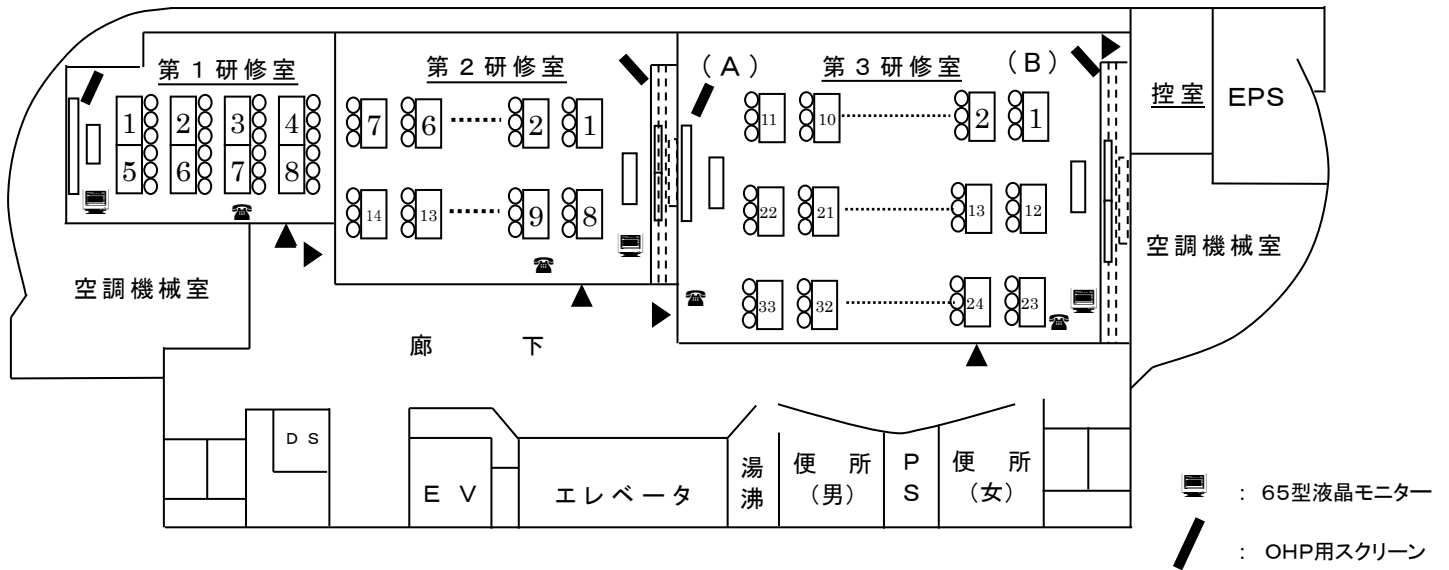 第1研修室
1 2 3 4
5 6 7 8
第2研修室
7 6 2 1
14 13 9 8
(A) 第3研修室 (B)
11 10 2 1
22 21 13 12
33 32 24 23
控室 EPS
空調機械室
空調機械室
廊 下
DS
EV
エレベータ
湯沸
便 所
(男)
PS
便 所
(女)
: 65型液晶モニター
: OHP用スクリーン